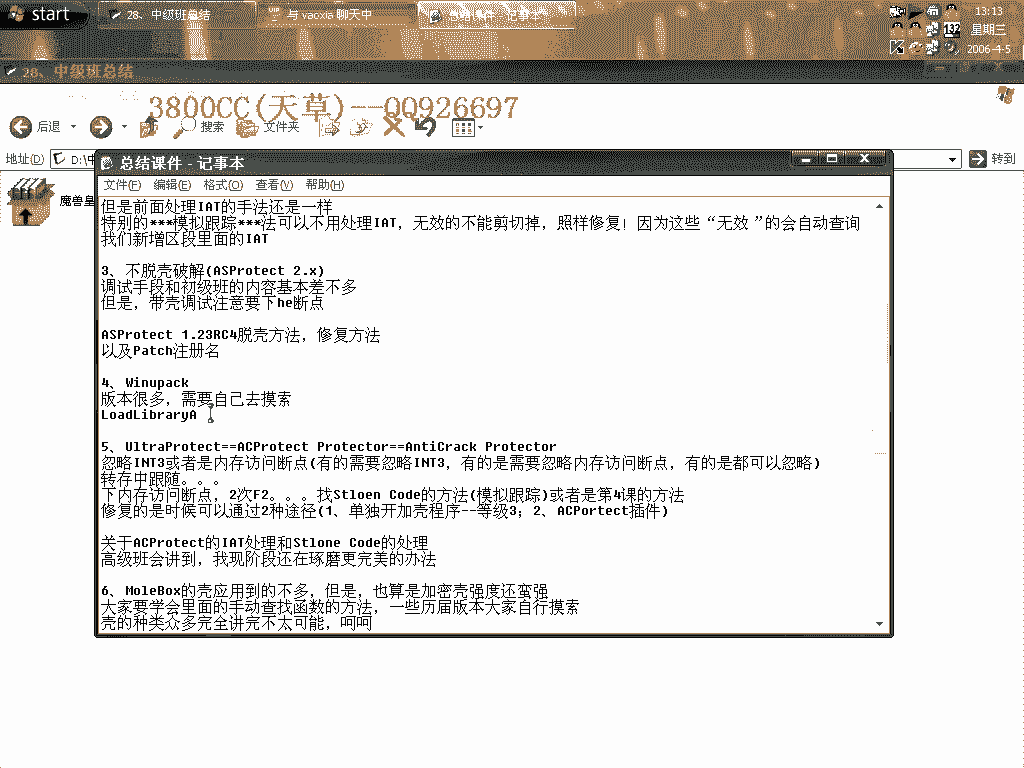 start
28、中级班总结
与 yaoxia 聊天中
总结课件 - 记事本
13:13
星期三
2006-4-5
132
28、中级班总结
3800CC(天草)--QQ926697
后退
搜索
文件夹
地址(D)
D:\中
转到
魔兽皇
总结课件 - 记事本
文件(F) 编辑(E) 格式(O) 查看(V) 帮助(H)
但是前面处理IAT的手法还是一样
特别的***模拟跟踪***法可以不用处理IAT，无效的不能剪切掉，照样修复！因为这些“无效 ”的会自动查询
我们新增区段里面的IAT
3、不脱壳破解(ASProtect 2.x)
调试手段和初级班的内容基本差不多
但是，带壳调试注意要下he断点
ASProtect 1.23RC4脱壳方法，修复方法
以及Patch注册名
4、Winupack
版本很多，需要自己去摸索
LoadLibraryA
5、UltraProtect==ACProtect Protector==AntiCrack Protector
忽略INT3或者是内存访问断点(有的需要忽略INT3，有的是需要忽略内存访问断点，有的是都可以忽略)
转存中跟随。。。
下内存访问断点，2次F2。。。找Stloen Code的方法(模拟跟踪)或者是第4课的方法
修复的是时候可以通过2种途径(1、单独开加壳程序--等级3；2、ACPortect插件)
关于ACProtect的IAT处理和Stlone Code的处理
高级班会讲到，我现阶段还在琢磨更完美的办法
6、MoleBox的壳应用到的不多，但是，也算是加密壳强度还蛮强
大家要学会里面的手动查找函数的方法，一些历届版本大家自行摸索
壳的种类众多完全讲完不太可能，呵呵